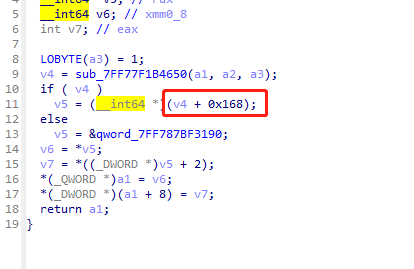 5 __int64 v6; // xmm0_8
6 int v7; // eax
7
8 LOBYTE(a3) = 1;
9 v4 = sub_7FF77F1B4650(a1, a2, a3);
10 if ( v4 )
11 v5 = (__int64 *)(v4 + 0x168);
12 else
13 v5 = &qword_7FF787BF3190;
14 v6 = *v5;
15 v7 = *((_DWORD *)v5 + 2);
16 *(_QWORD *)a1 = v6;
17 *(_DWORD *)(a1 + 8) = v7;
18 return a1;
19 }